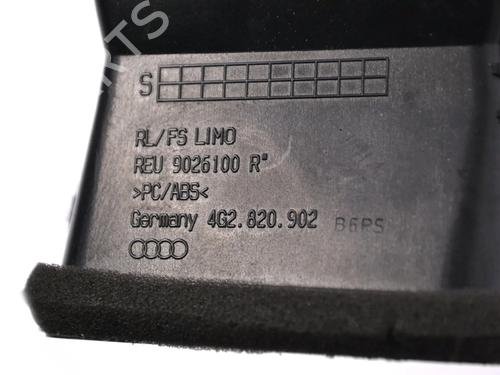 S
RL/FS LIMO
REU 9026100 R
>PC/ABS<
Germany 4G2.820.902 B6PS